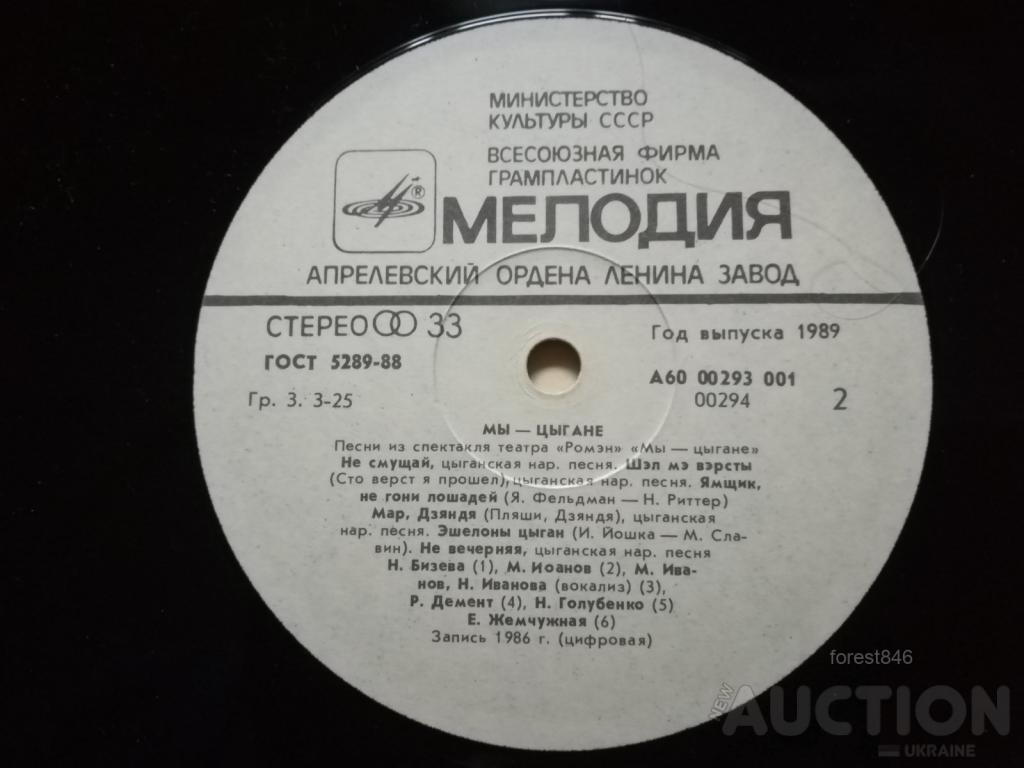 МИНИСТЕРСТВО
КУЛЬТУРЫ СССР
ВСЕСОЮЗНАЯ ФИРМА
ГРАМПЛАСТИНОК
®
МЕЛОДИЯ
АПРЕЛЕВСКИЙ ОРДЕНА ЛЕНИНА ЗАВОД
СТЕРЕО 33
Год выпуска 1989
ГОСТ 5289-88
А60 00293 001
Гр. 3. 3-25
00294
2
МЫ — ЦЫГАНЕ
Песни из спектакля театра «Ромэн» «Мы — цыгане»
Не смущай, цыганская нар. песня. Шэл мэ вэрсты
(Сто верст я прошел), цыганская нар. песня. Ямщик,
не гони лошадей (Я. Фельдман — Н. Риттер)
Мар, Дзяндя (Пляши, Дзяндя), цыганская
нар. песня. Эшелоны цыган (И. Йошка — М. Сла-
вин). Не вечерняя, цыганская нар. песня
Н. Бизева (1), М. Иоанов (2), М. Ива-
нов, Н. Иванова (вокализ) (3),
Р. Демент (4), Н. Голубенко (5)
Е. Жемчужная (6)
Запись 1986 г. (цифровая)
forest846
NEW
AUCTION
UKRAINE